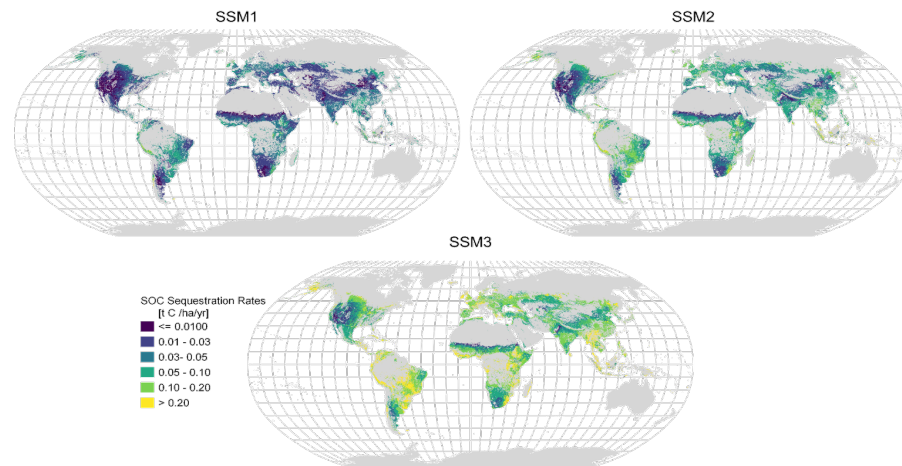 SSM1
SSM2
SSM3
SOC Sequestration Rates
[t C /ha/yr]
<= 0.0100
0.01 - 0.03
0.03- 0.05
0.05 - 0.10
0.10 - 0.20
> 0.20